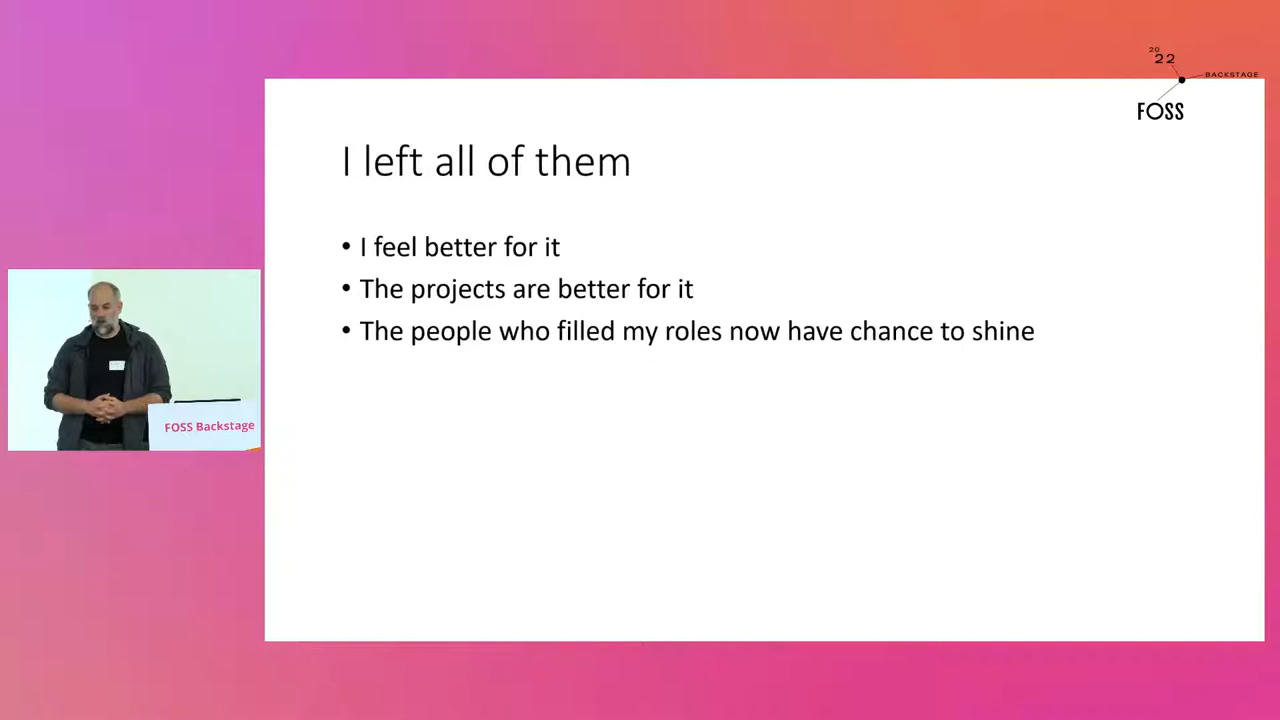 20
22
BACKSTAGE
FOSS
I left all of them
• I feel better for it
• The projects are better for it
• The people who filled my roles now have chance to shine
FOSS Backstage